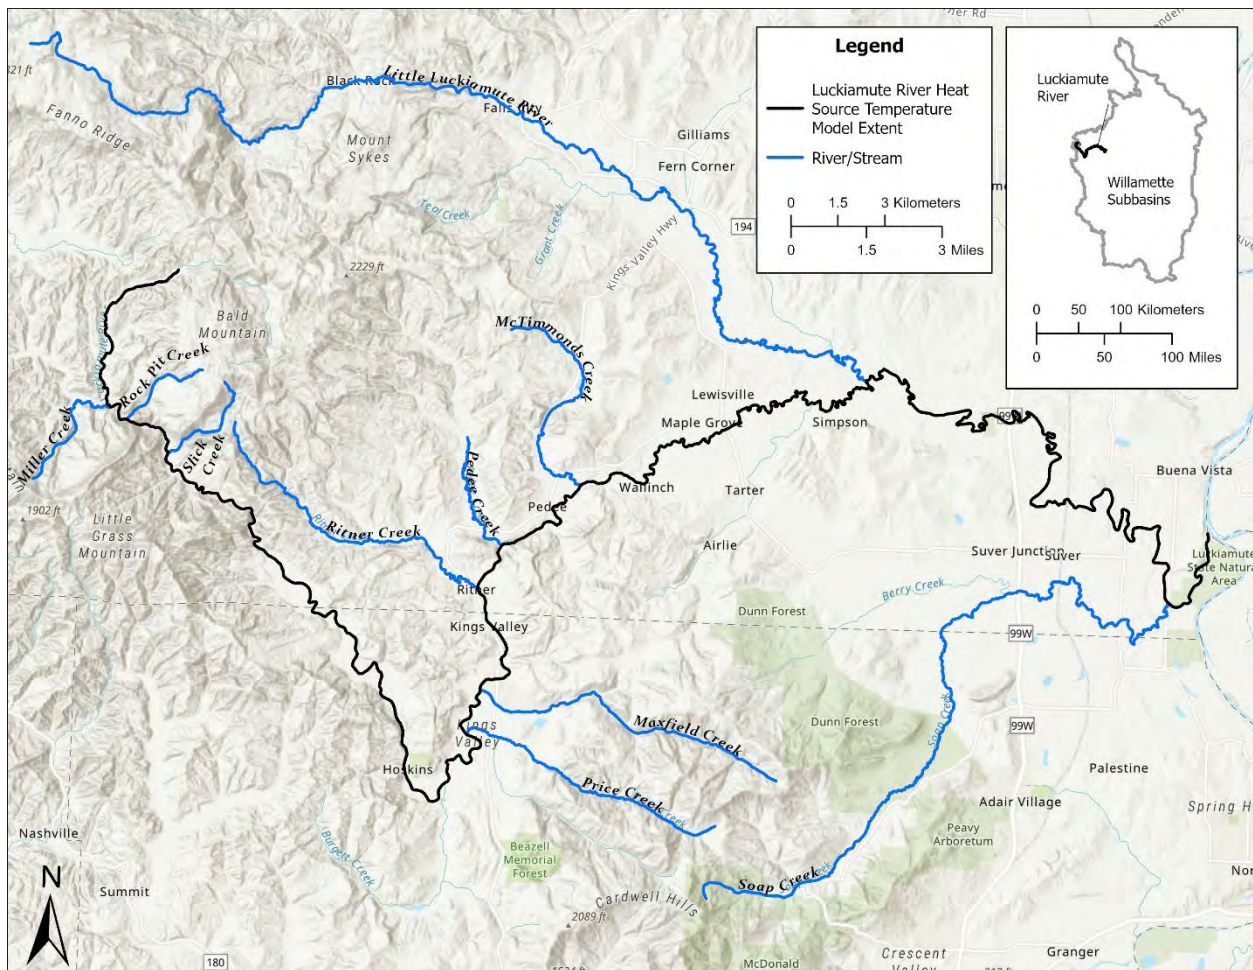 Legend
Luckiamute River Heat
Source Temperature
Model Extent
River/Stream
0 1.5 3 Kilometers
0 1.5 3 Miles
Luckiamute
River
Willamette
Subbasins
0 50 100 Kilometers
0 50 100 Miles
Little Luckiamute River
Black Rock
Fanno Ridge
Mount
Sykes
Gilliams
Fern Corner
Teal Creek
Grant Creek
Kings Valley Hwy
194
2229 ft
Bald
Mountain
Rock Pit Creek
McTimmonds Creek
Miller Creek
Slick
Creek
Lewisville
Maple Grove
Simpson
99W
Buena Vista
Pedee Creek
Wallinch
Tarter
Pedee
1902 ft
Little
Grass
Mountain
Ritner Creek
Airlie
Suver Junction
Suver
Luckiamute
State Natural
Area
Ritner
Berry Creek
Dunn Forest
Kings Valley
99W
Maxfield Creek
Dunn Forest
Soap Creek
99W
Kings
Valley
Hoskins
Palestine
Price Creek
Adair Village
Spring H
Nashville
Peavy
Arboretum
Burgett Creek
Beazell
Memorial
Forest
Soap Creek
Summit
Cardwell Hills
2089 ft
N
180
Crescent
Valley
Granger
McDonald